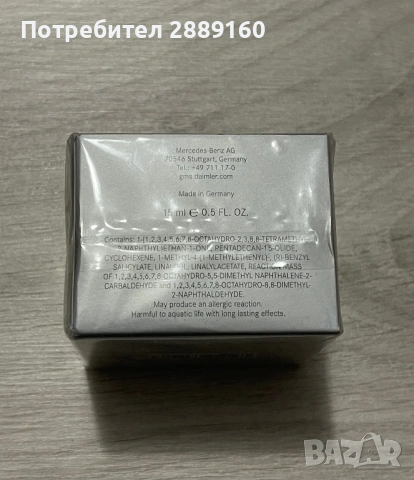 Потребител 2889160
Mercedes-Benz AG
70546 Stuttgart, Germany
Tel.: +49 711 17-0
gms.daimler.com
Made in Germany
15 ml e 0.5 FL. OZ.
Contains: 1-(1,2,3,4,5,6,7,8-OCTAHYDRO-2,3,8,8-TETRAMETHYL-
2-NAPHTHYL)ETHAN-1-ONE, PENTADECAN-15-OLIDE,
CYCLOHEXENE, 1-METHYL-4-(1-METHYLETHENYL)-, (R)-BENZYL
SALICYLATE, LINALOOL, LINALYLACETATE, REACTION MASS
OF 1,2,3,4,5,6,7,8-OCTAHYDRO-5,5-DIMETHYL NAPHTHALENE-2-
CARBALDEHYDE and 1,2,3,4,5,6,7,8-OCTAHYDRO-8,8-DIMETHYL-
2-NAPHTALDEHYDE.
May produce an allergic reaction.
Harmful to aquatic life with long lasting effects.
BAZAR